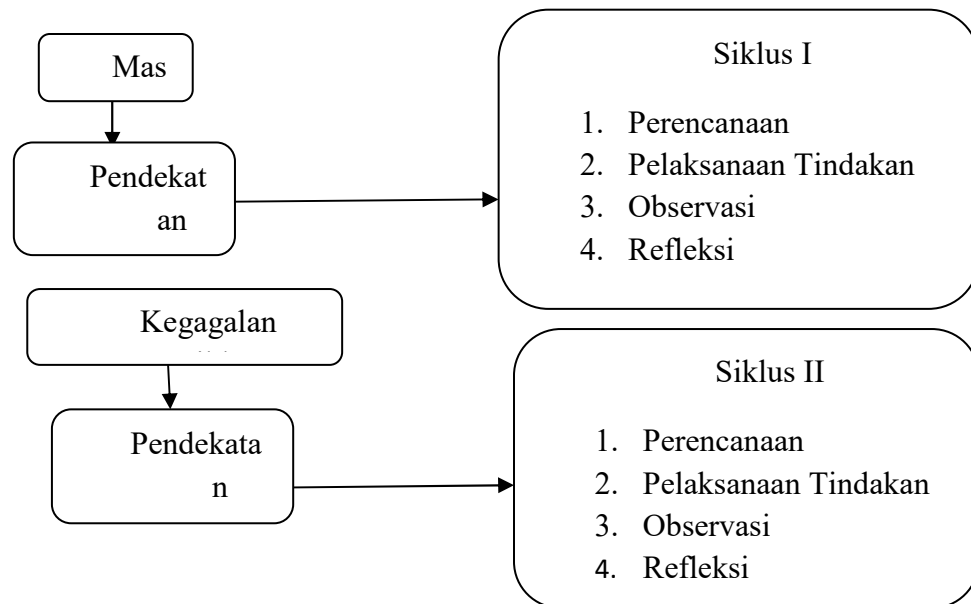 Mas
Pendekat
an
Siklus I
1. Perencanaan
2. Pelaksanaan Tindakan
3. Observasi
4. Refleksi
Kegagalan
Pendekata
n
Siklus II
1. Perencanaan
2. Pelaksanaan Tindakan
3. Observasi
4. Refleksi